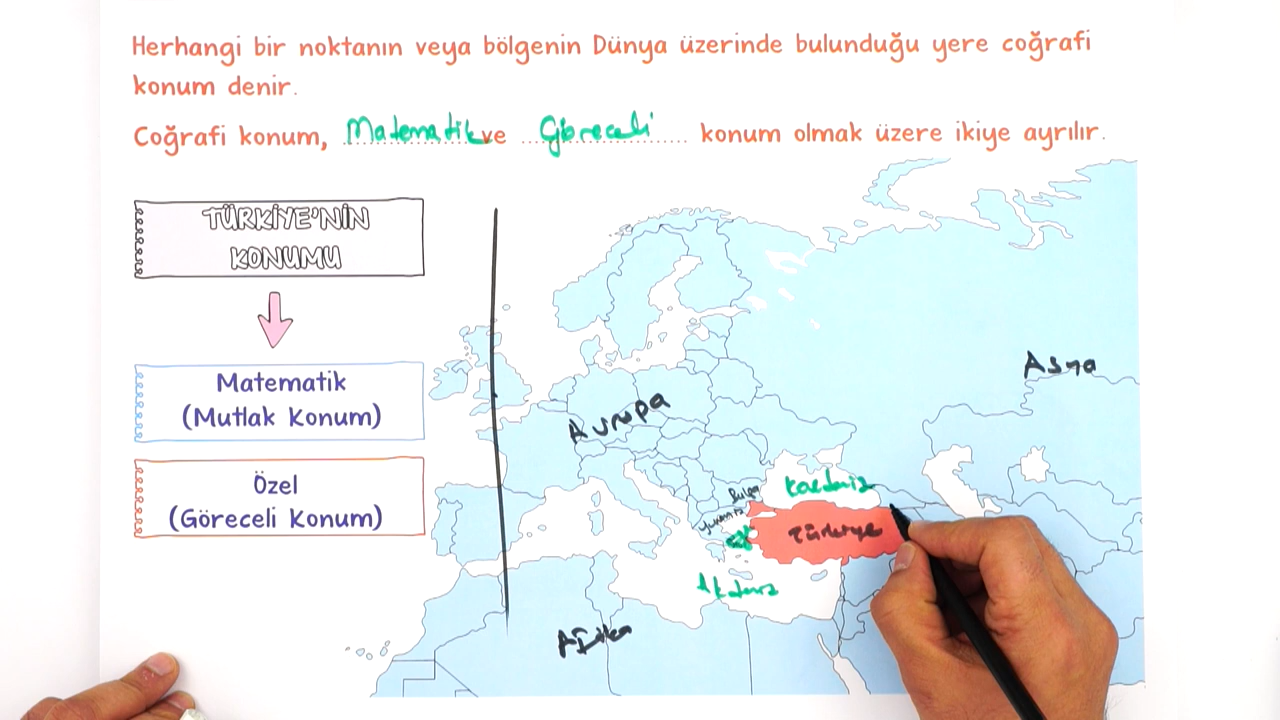 Herhangi bir noktanın veya bölgenin Dünya üzerinde bulunduğu yere coğrafi
konum denir.
Coğrafi konum, Matematik ve Göreceli konum olmak üzere ikiye ayrılır.
TÜRKİYE'NİN
KONUMU
Matematik
(Mutlak Konum)
Özel
(Göreceli Konum)
Asya
Avrupa
Karadeniz
Türkiye
Akdeniz
Afrika